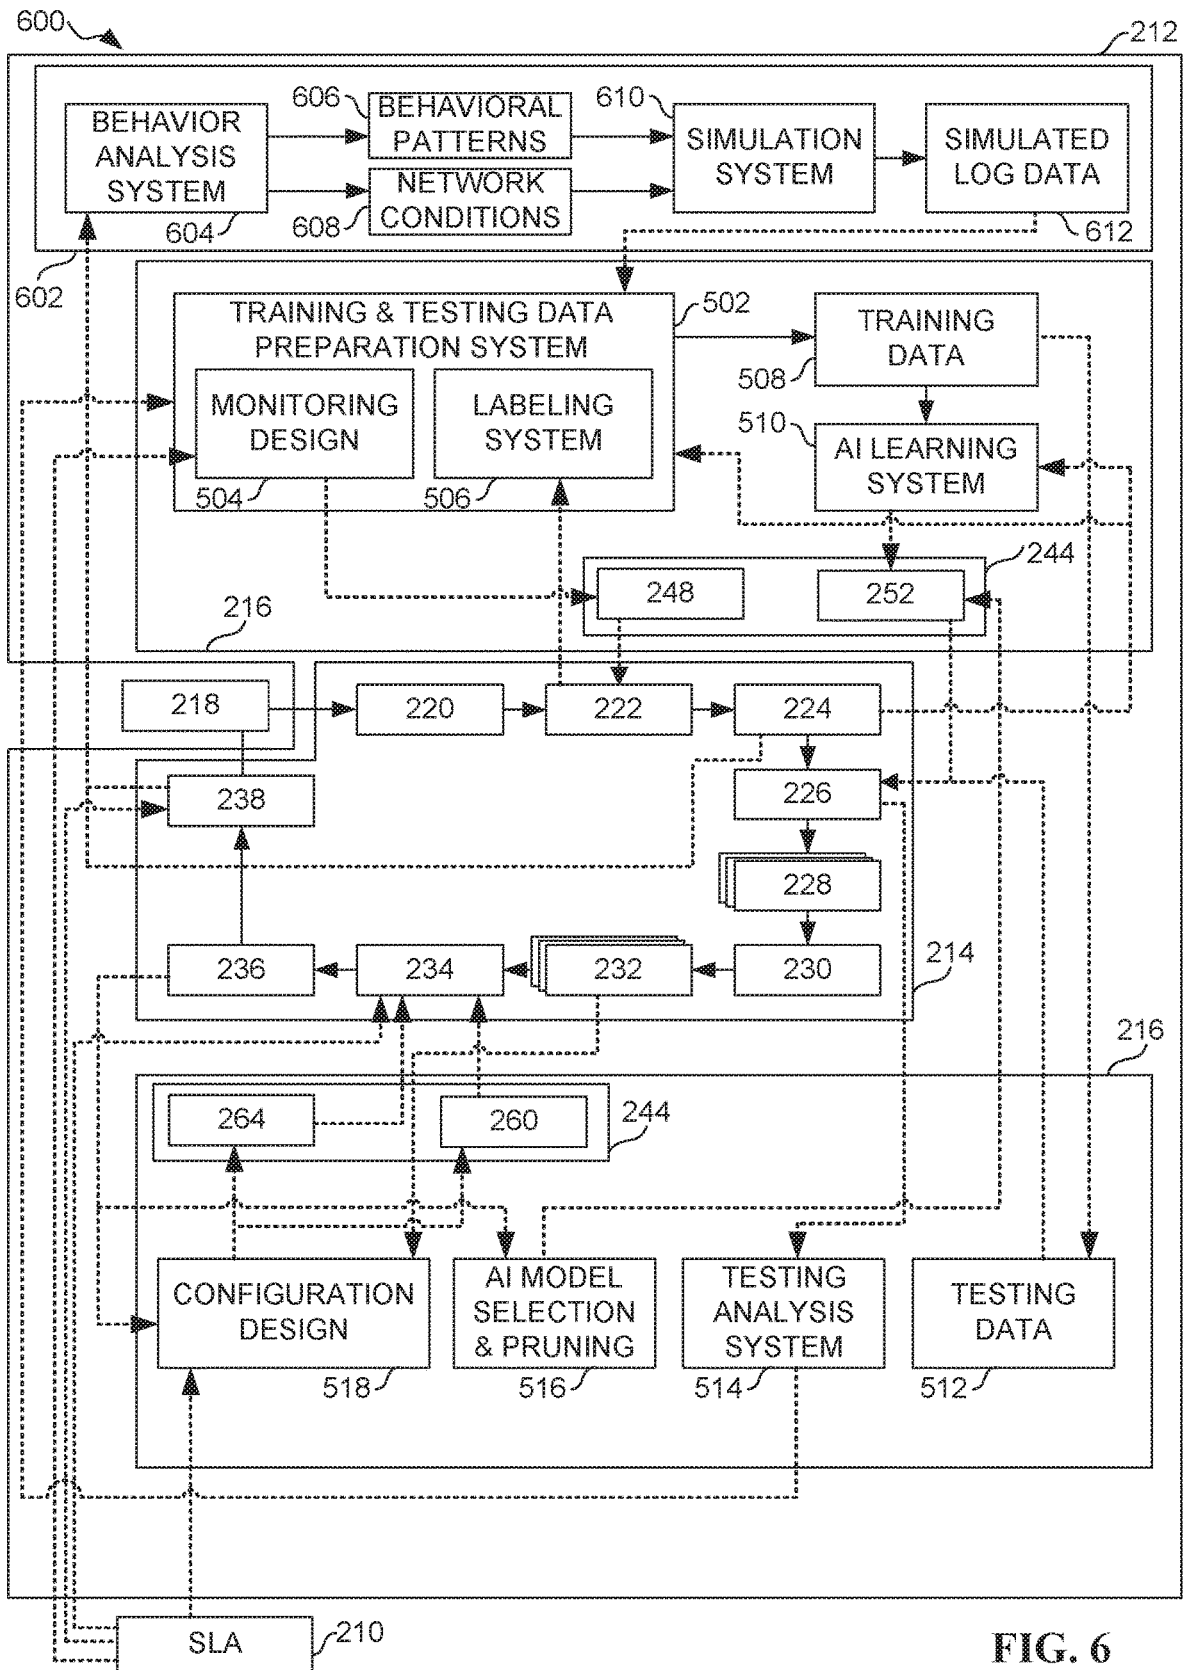 600
212
606
BEHAVIORAL
PATTERNS
610
BEHAVIOR
ANALYSIS
SYSTEM
SIMULATION
SYSTEM
SIMULATED
LOG DATA
NETWORK
CONDITIONS
604
608
612
602
TRAINING & TESTING DATA
PREPARATION SYSTEM
502
TRAINING
DATA
508
MONITORING
DESIGN
LABELING
SYSTEM
510
AI LEARNING
SYSTEM
504
506
244
248
252
216
218
220
222
224
238
226
228
236
234
232
230
214
216
264
260
244
CONFIGURATION
DESIGN
AI MODEL
SELECTION
& PRUNING
TESTING
ANALYSIS
SYSTEM
TESTING
DATA
518
516
514
512
SLA
210
FIG. 6